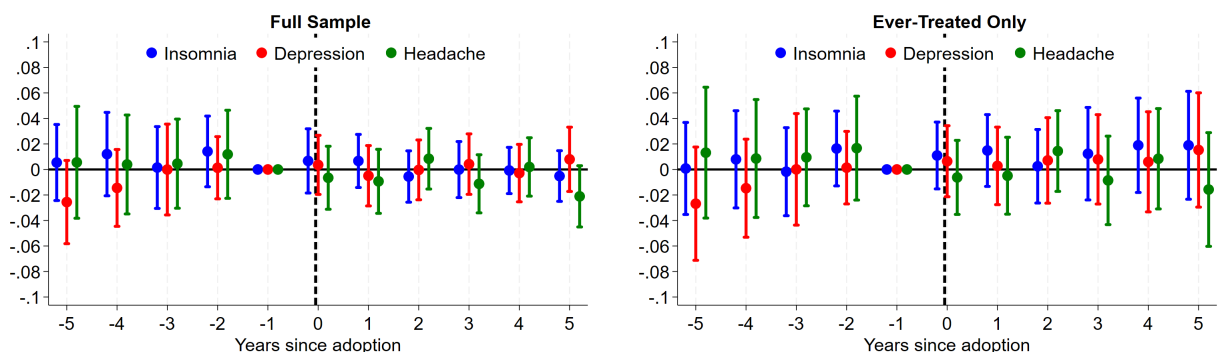 Full Sample
Insomnia Depression Headache
.1
.08
.06
.04
.02
0
-.02
-.04
-.06
-.08
-.1
-5 -4 -3 -2 -1 0 1 2 3 4 5
Years since adoption
Ever-Treated Only
Insomnia Depression Headache
.1
.08
.06
.04
.02
0
-.02
-.04
-.06
-.08
-.1
-5 -4 -3 -2 -1 0 1 2 3 4 5
Years since adoption